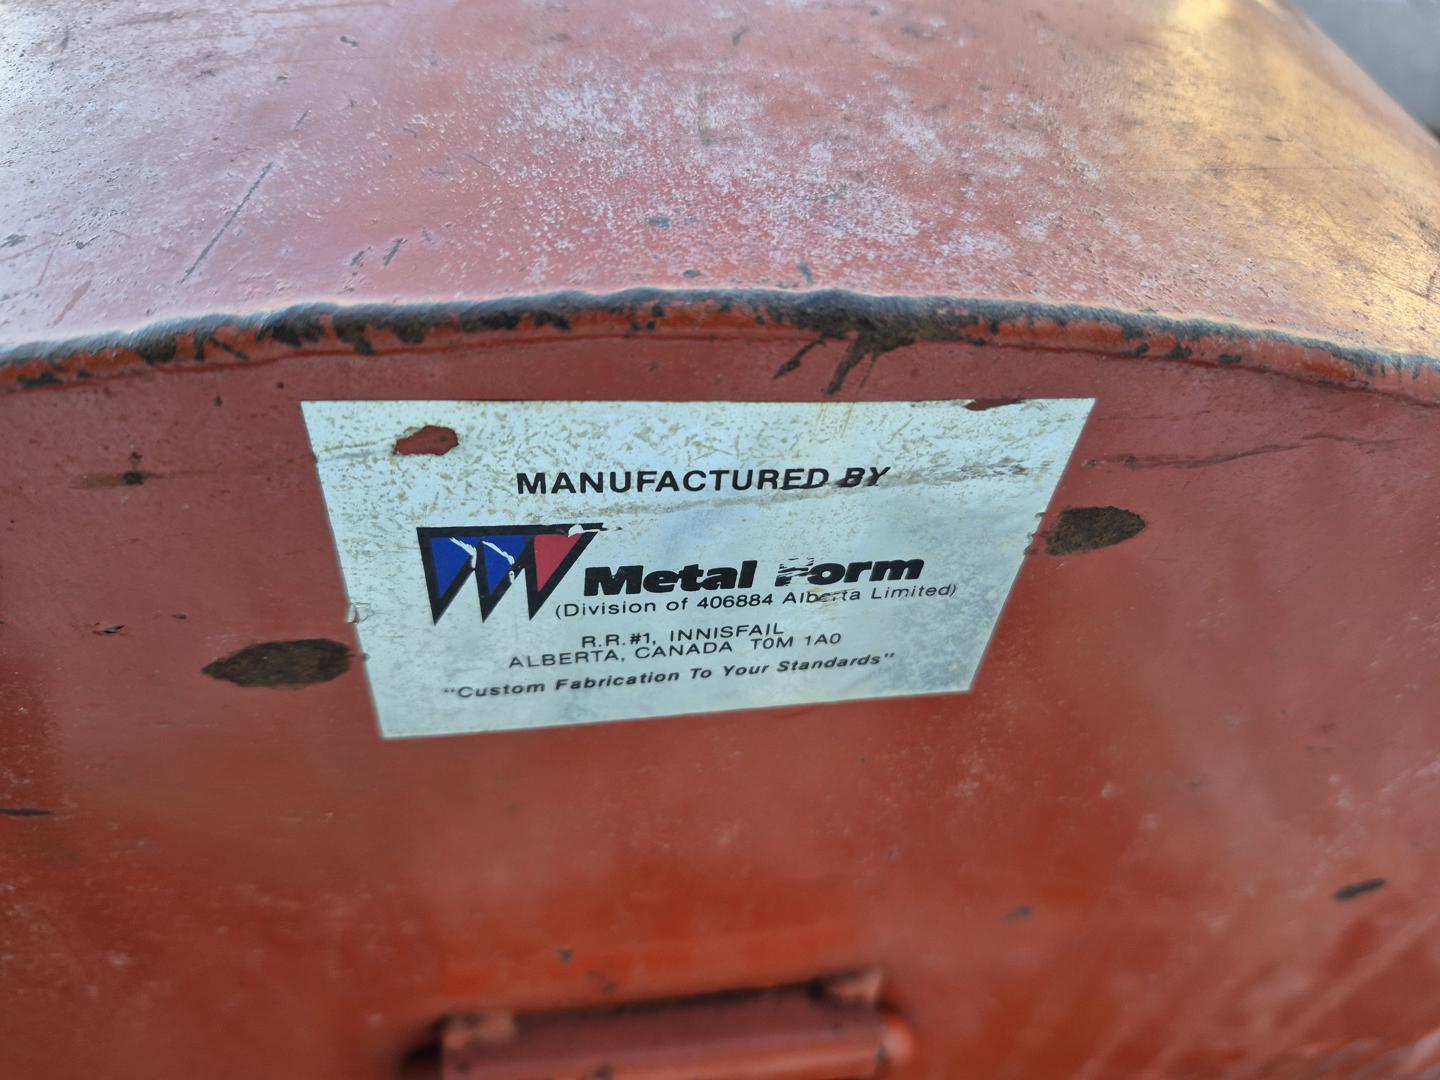 MANUFACTURED BY
Metal Form
(Division of 406884 Alberta Limited)
R.R.#1, INNISFAIL
ALBERTA, CANADA T0M 1A0
"Custom Fabrication To Your Standards"